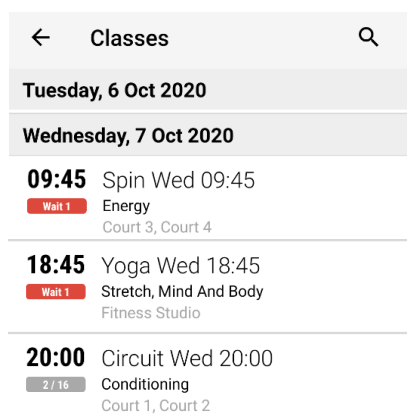 Classes
Tuesday, 6 Oct 2020
Wednesday, 7 Oct 2020
09:45 Spin Wed 09:45
Wait 1 Energy
Court 3, Court 4
18:45 Yoga Wed 18:45
Wait 1 Stretch, Mind And Body
Fitness Studio
20:00 Circuit Wed 20:00
2 / 16 Conditioning
Court 1, Court 2